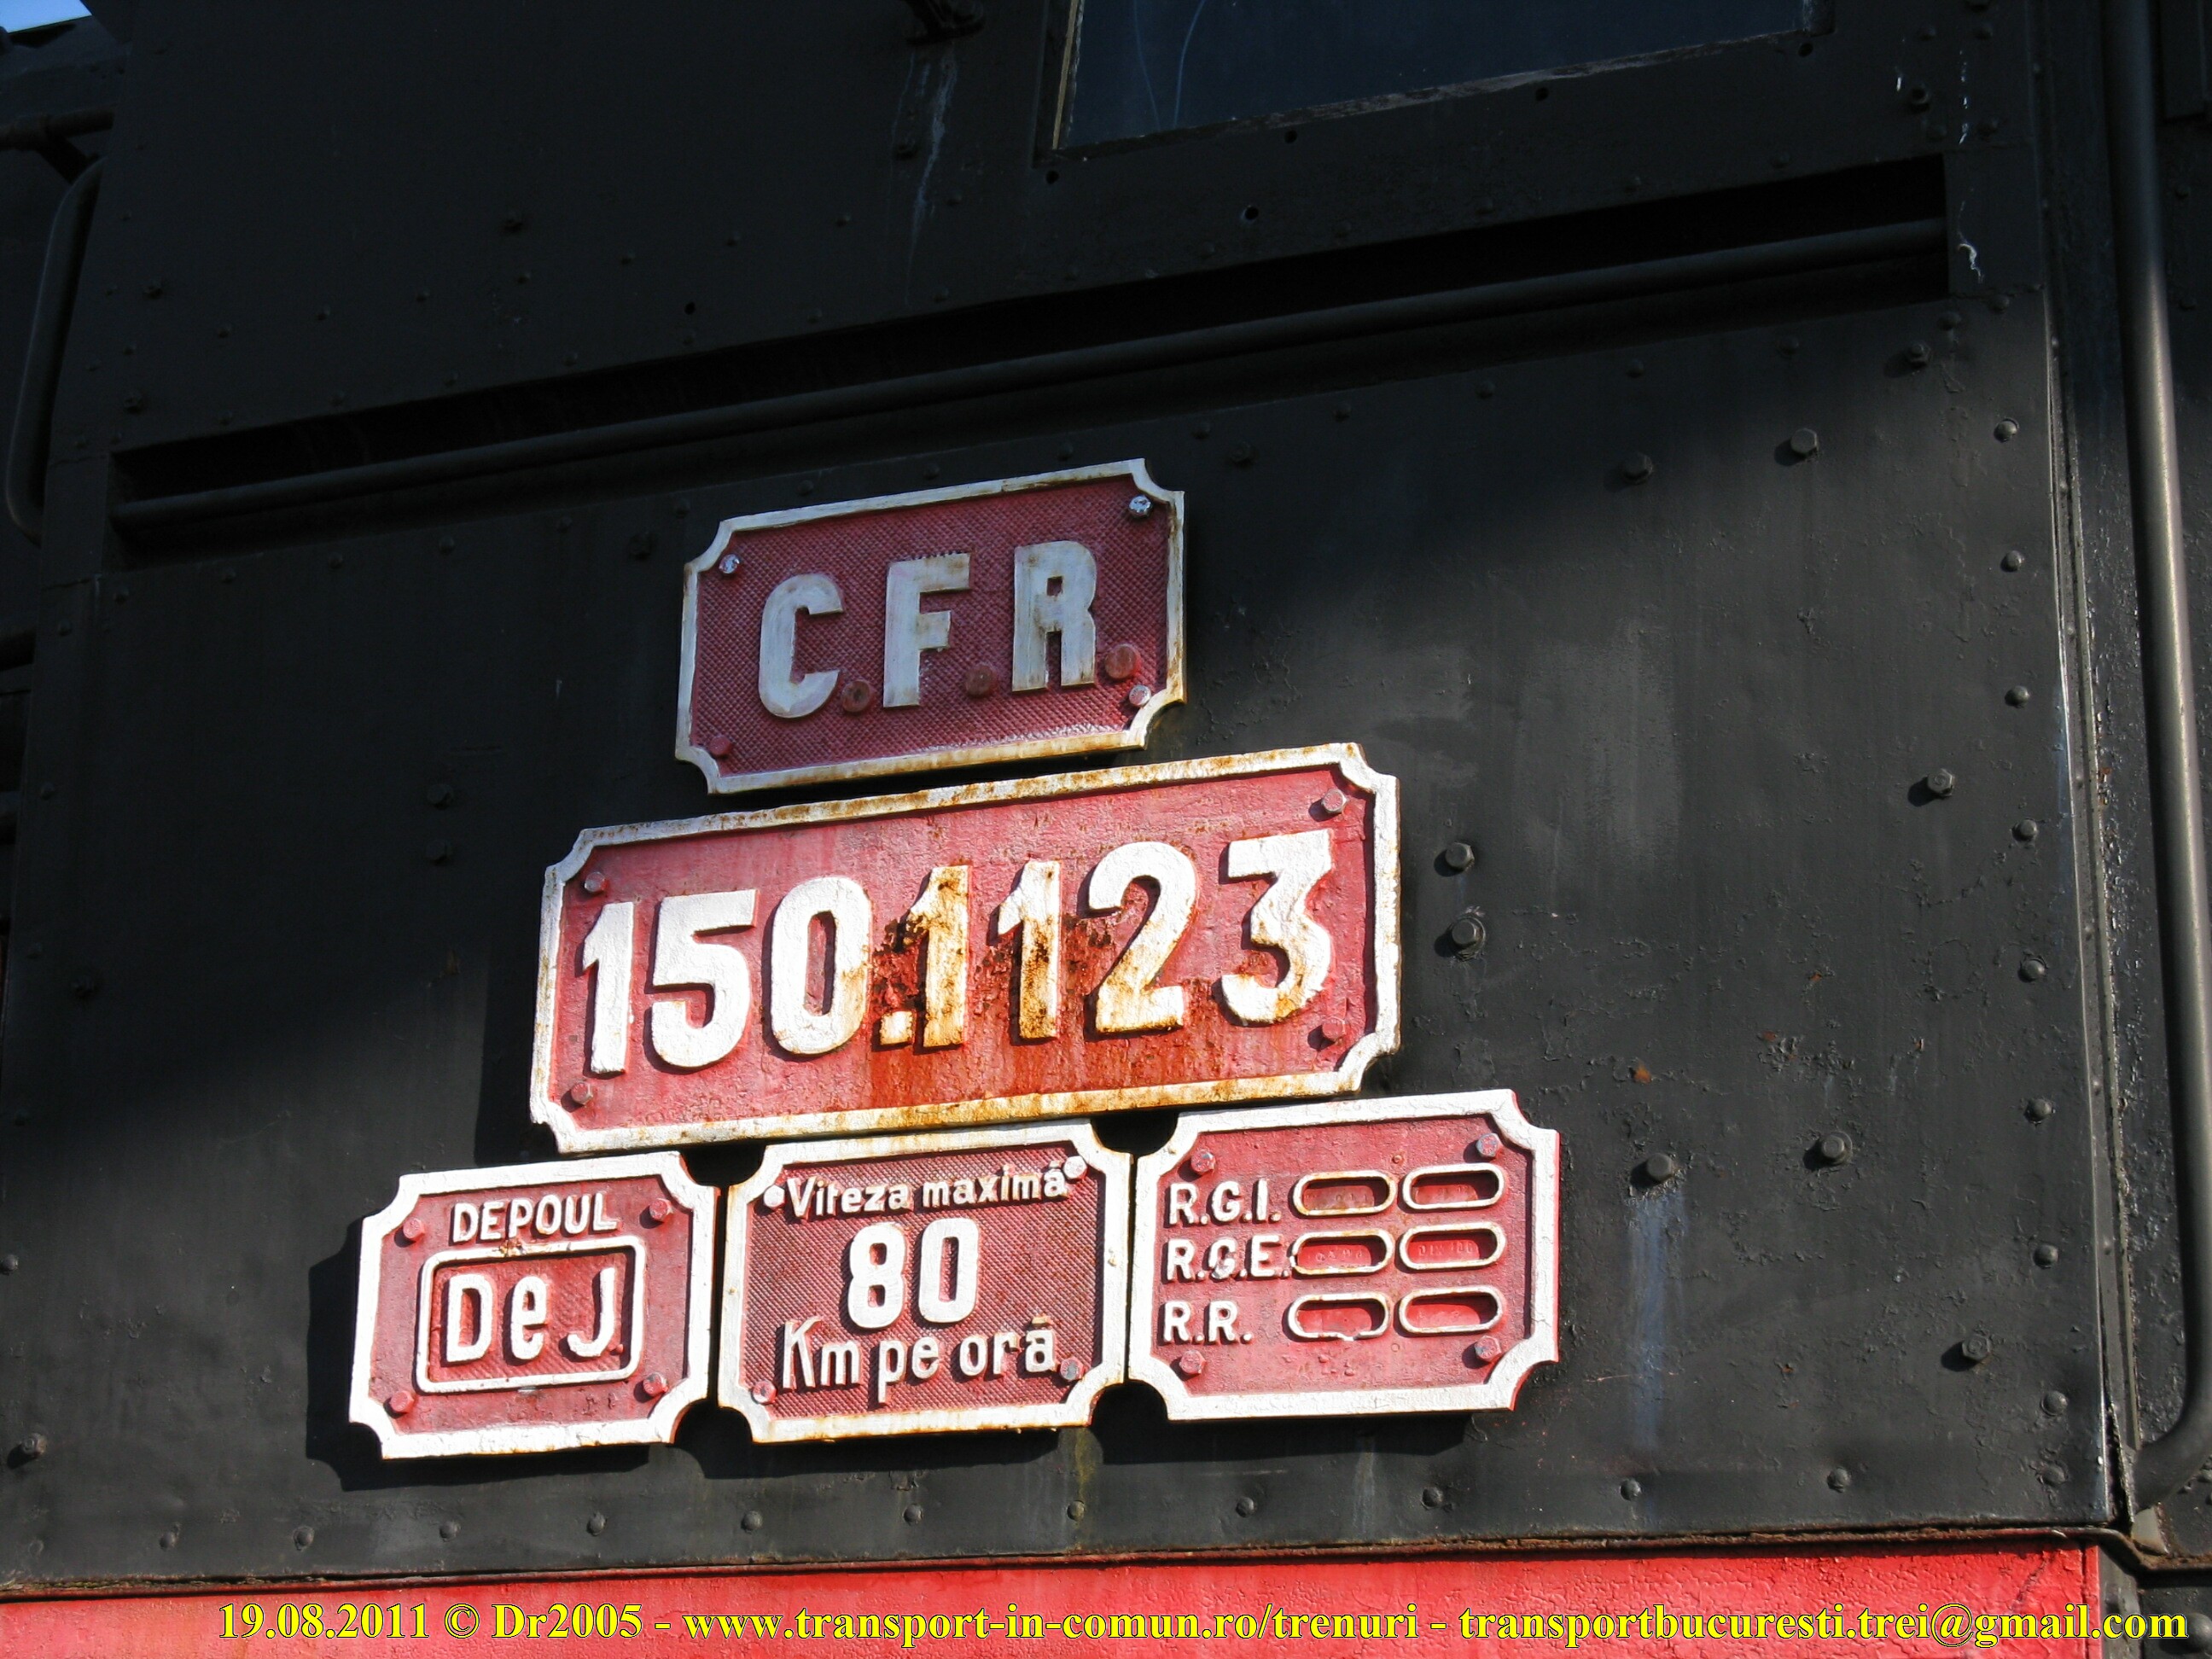 C.F.R.
150.1123
DEPOUL
DeJ
Viteza maximă
80
Km pe oră
R.G.I.
R.G.E.
R.R.
19.08.2011 © Dr2005 - www.transport-in-comun.ro/trenuri - transportbucuresti.trei@gmail.com